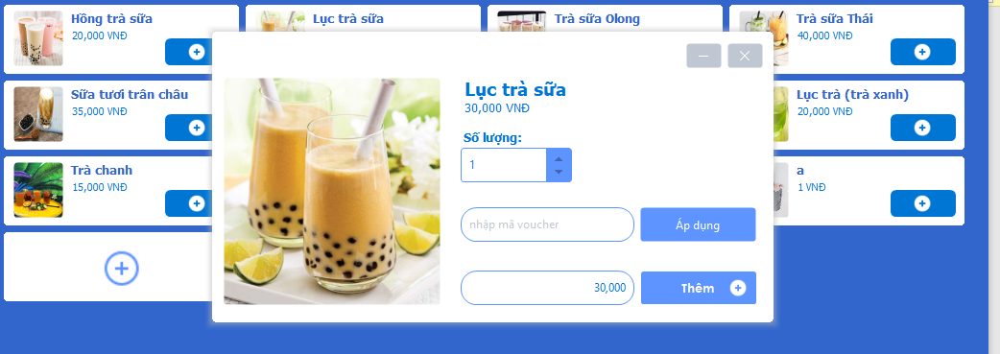 Hồng trà sữa
20,000 VNĐ
Lục trà sữa
Trà sữa Olong
Trà sữa Thái
40,000 VNĐ
Lục trà sữa
30,000 VNĐ
Số lượng:
1
nhập mã voucher
Áp dụng
30,000
Thêm
Sữa tươi trân châu
35,000 VNĐ
Lục trà (trà xanh)
20,000 VNĐ
Trà chanh
15,000 VNĐ
a
1 VNĐ